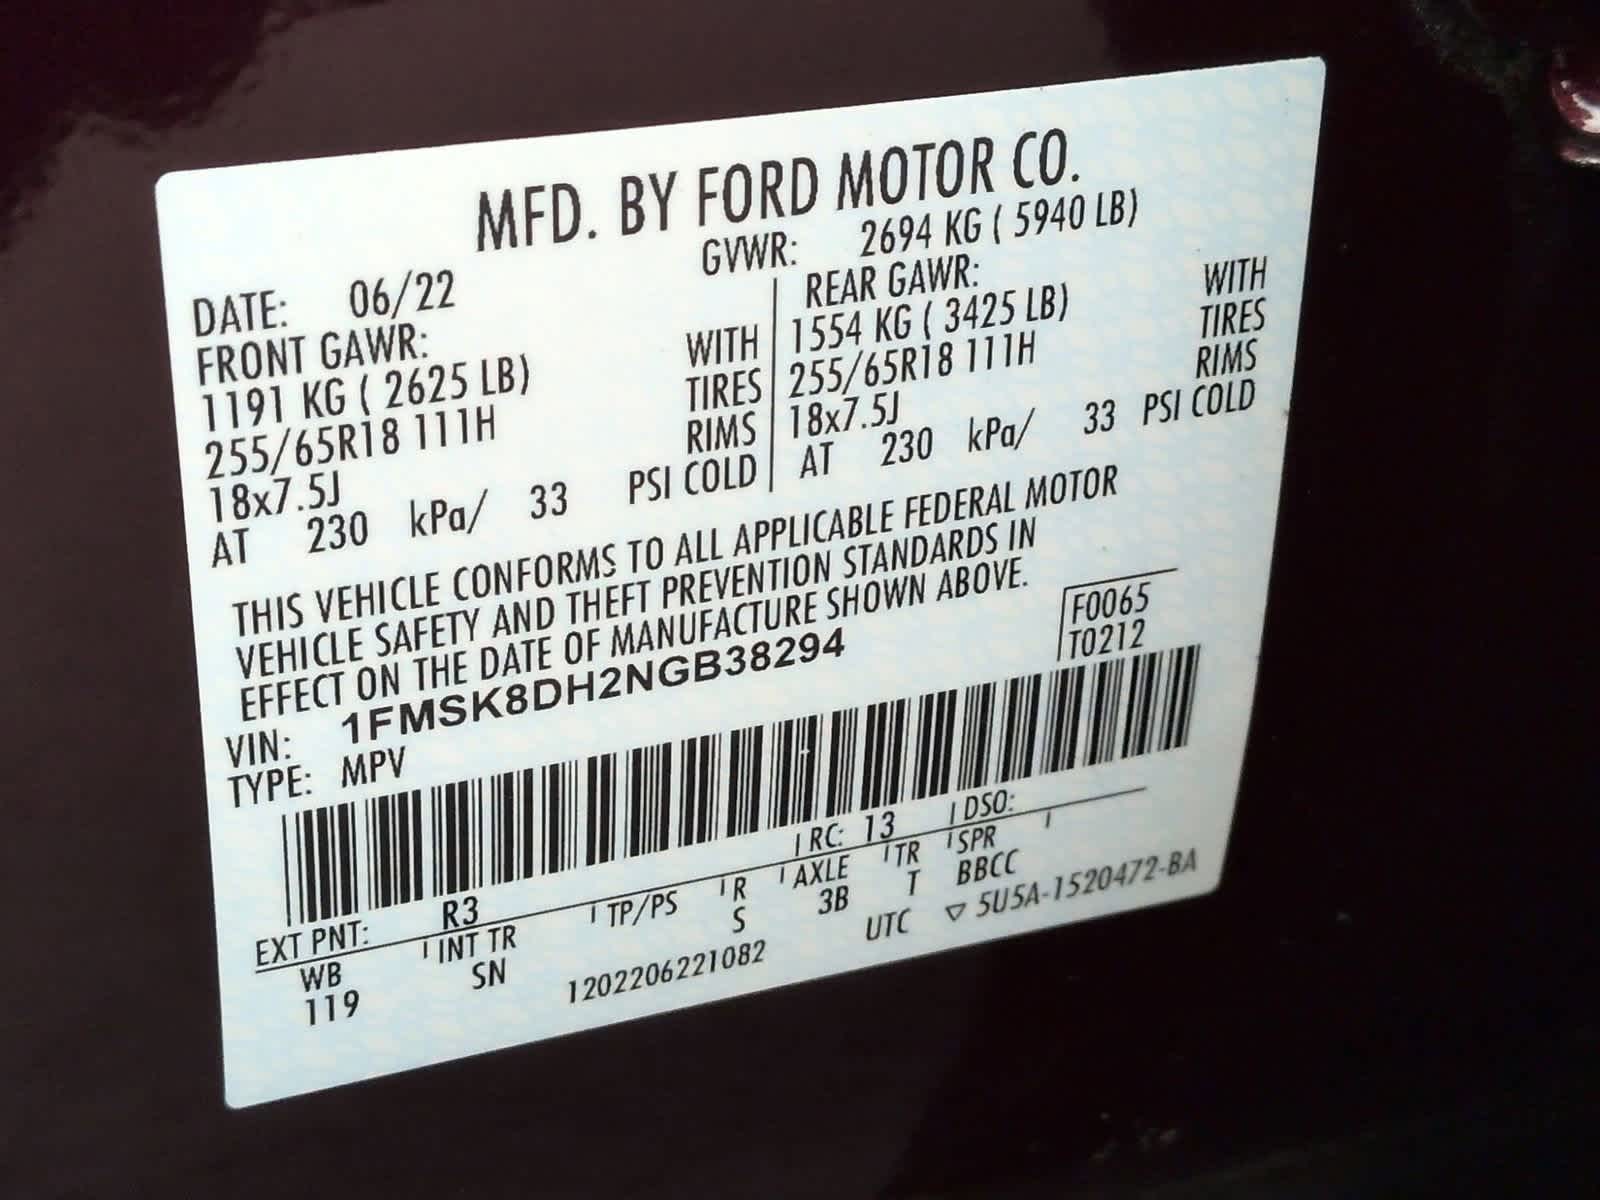 MFD. BY FORD MOTOR CO.
DATE: 06/22 GVWR: 2694 KG ( 5940 LB)
FRONT GAWR: REAR GAWR:
1191 KG ( 2625 LB) WITH 1554 KG ( 3425 LB) WITH
255/65R18 111H TIRES 255/65R18 111H TIRES
18x7.5J RIMS 18x7.5J RIMS
AT 230 kPa/ 33 PSI COLD AT 230 kPa/ 33 PSI COLD
THIS VEHICLE CONFORMS TO ALL APPLICABLE FEDERAL MOTOR
VEHICLE SAFETY AND THEFT PREVENTION STANDARDS IN
EFFECT ON THE DATE OF MANUFACTURE SHOWN ABOVE.
F0065
T0212
VIN: 1FMSK8DH2NGB38294
TYPE: MPV
EXT PNT: R3 RC: 13 DSO:
WB INT TR TP/PS R AXLE TR SPR
119 SN S 3B T BBCC
1202206221082 UTC ▽ 5U5A-1520472-BA